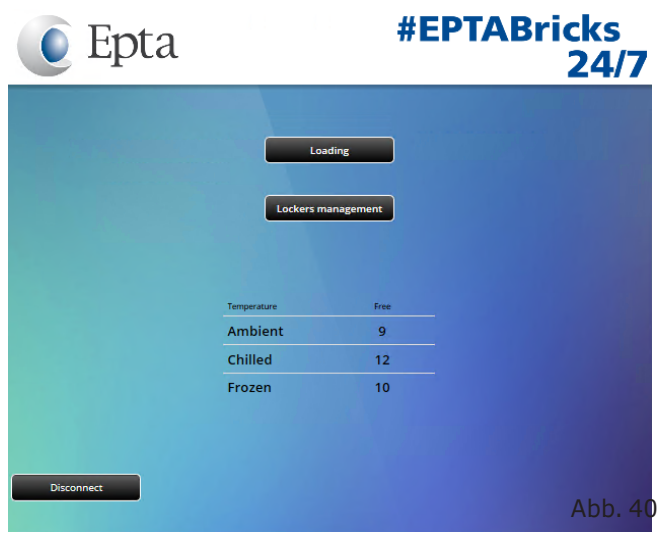 Epta
#EPTABricks
24/7
Loading
Lockers management
Temperature Free
Ambient 9
Chilled 12
Frozen 10
Disconnect
Abb. 40